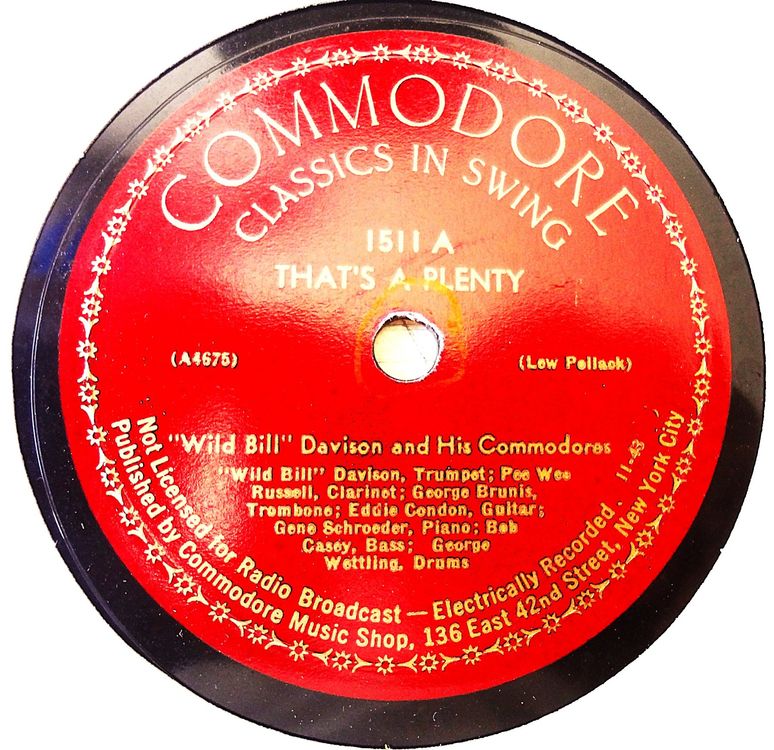 COMMODORE
CLASSICS IN SWING
1511 A
THAT'S A PLENTY
(A4675)
(Lew Pollack)
"Wild Bill" Davison and His Commodores
"Wild Bill" Davison, Trumpet; Pee Wee
Russell, Clarinet; George Brunis,
Trombone; Eddie Condon, Guitar;
Gene Schroeder, Piano; Bob
Casey, Bass; George
Wettling, Drums
11-43
Not Licensed for Radio Broadcast — Electrically Recorded
Published by Commodore Music Shop, 136 East 42nd Street, New York City